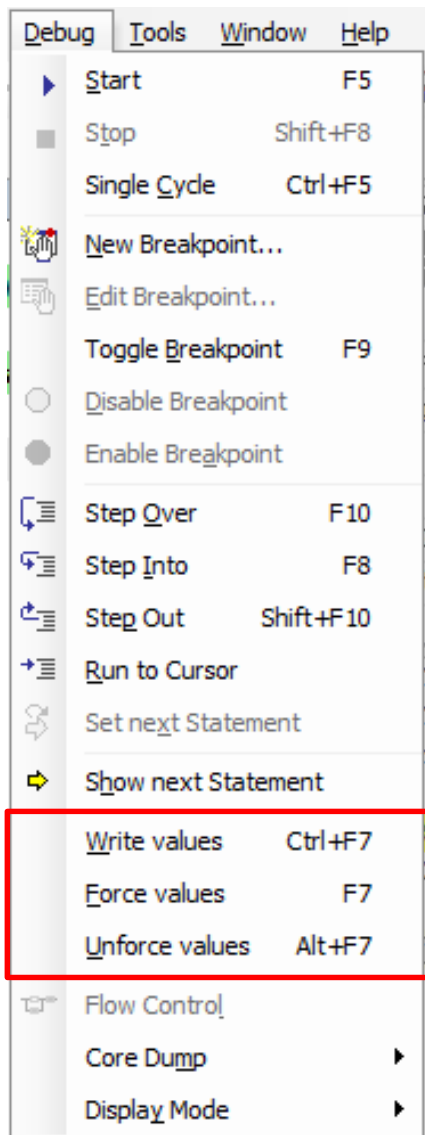 Debug Tools Window Help
Start F5
Stop Shift+F8
Single Cycle Ctrl+F5
New Breakpoint...
Edit Breakpoint...
Toggle Breakpoint F9
Disable Breakpoint
Enable Breakpoint
Step Over F10
Step Into F8
Step Out Shift+F10
Run to Cursor
Set next Statement
Show next Statement
Write values Ctrl+F7
Force values F7
Unforce values Alt+F7
Flow Control
Core Dump
Display Mode